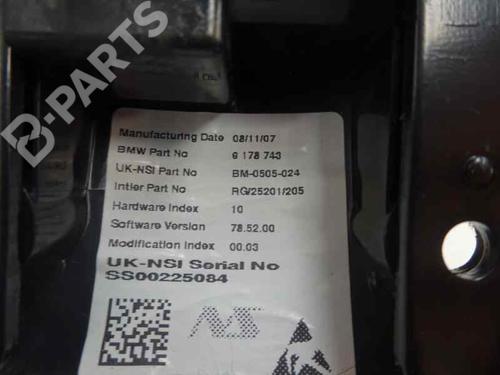 B-PARTS
Manufacturing Date 08/11/07
BMW Part No 9 178 743
UK-NSI Part No BM-0505-024
Intier Part No RG/25201/205
Hardware Index 10
Software Version 78.52.00
Modification Index 00.03
UK-NSI Serial No
SS00225084